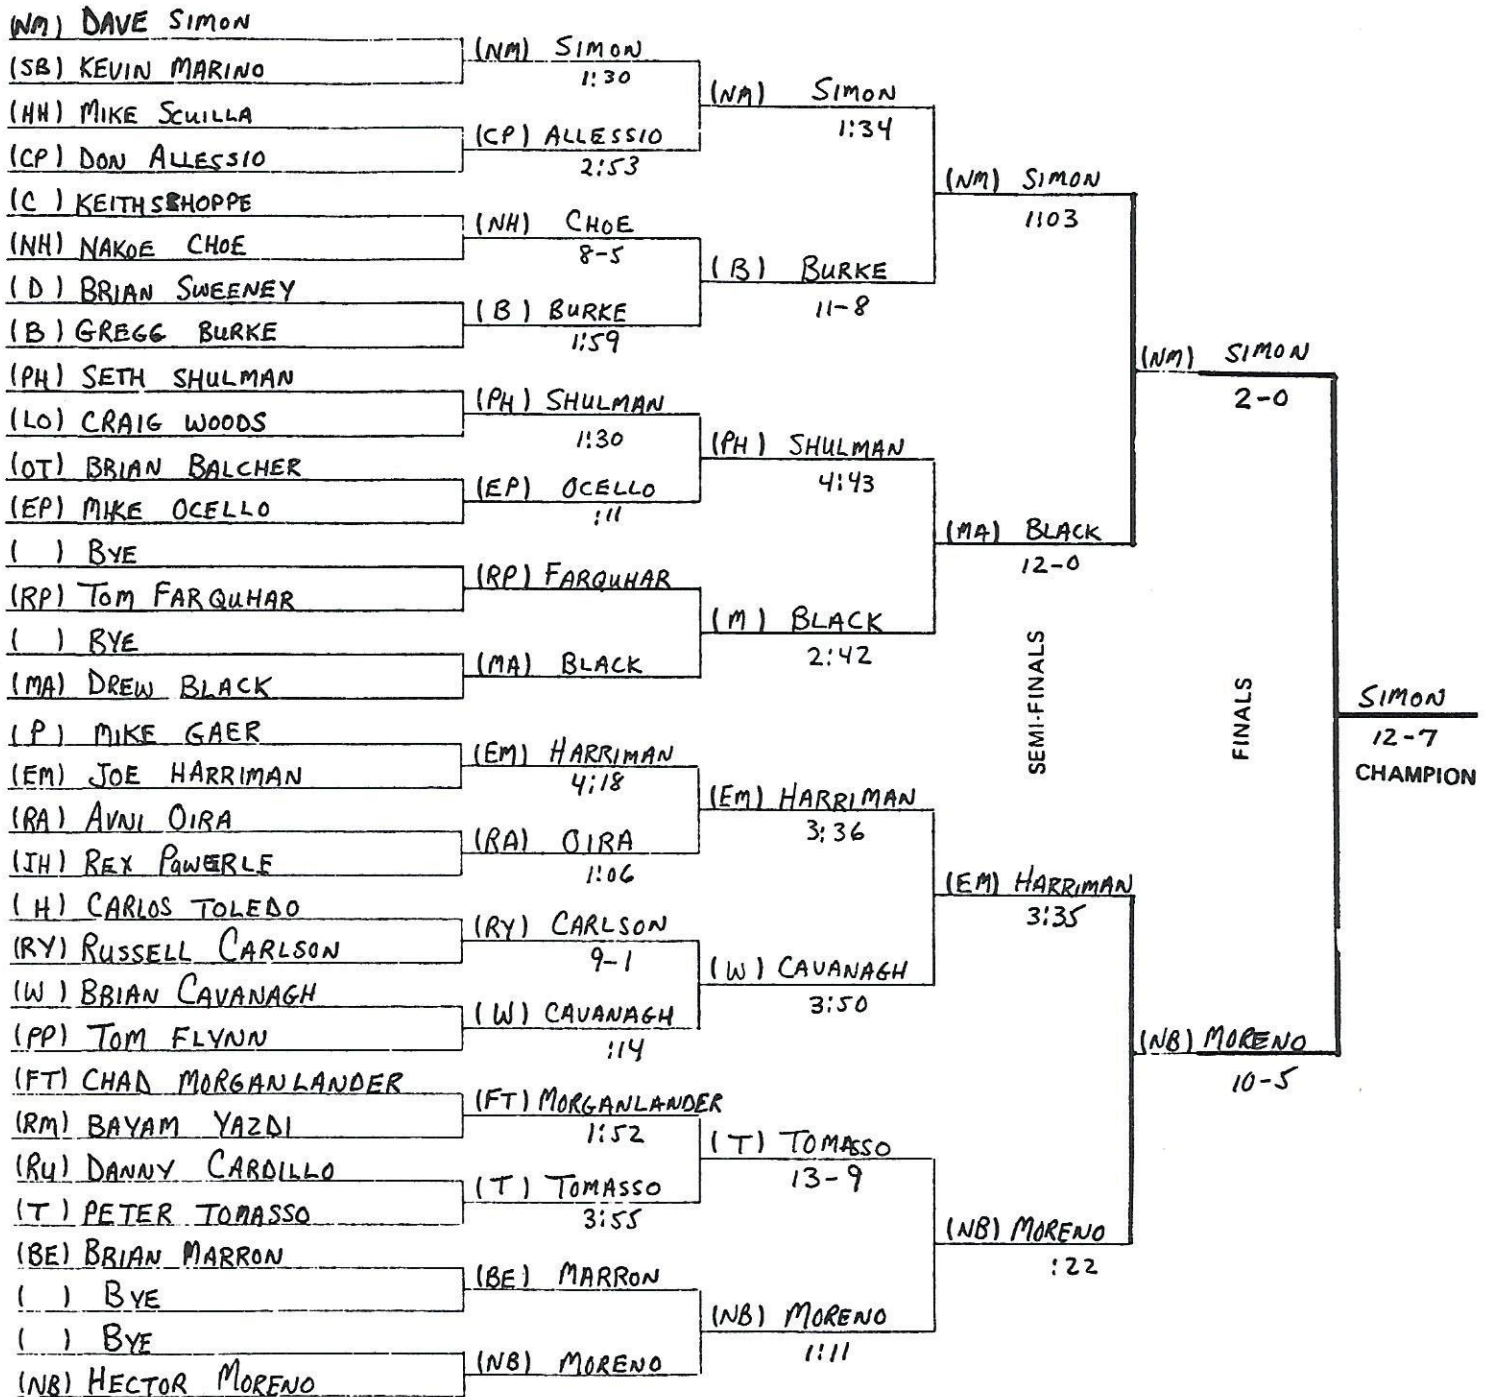 (NM) DAVE SIMON
(SB) KEVIN MARINO
(HH) MIKE SCUILLA
(CP) DON ALLESSIO
(C ) KEITH SCHOPPE
(NH) NAKOE CHOE
(D) BRIAN SWEENEY
(B) GREGG BURKE
(PH) SETH SHULMAN
(LO) CRAIG WOODS
(OT) BRIAN BALCHER
(EP) MIKE OCELLO
( ) BYE
(RP) TOM FARQUHAR
( ) BYE
(MA) DREW BLACK
(P) MIKE GAER
(EM) JOE HARRIMAN
(RA) AVNI OIRA
(JH) REX POWERLE
(H) CARLOS TOLEDO
(RY) RUSSELL CARLSON
(W) BRIAN CAVANAGH
(PP) TOM FLYNN
(FT) CHAD MORGANLANDER
(RM) BAYAM YAZDI
(RU) DANNY CARDILLO
(T) PETER TOMASSO
(BE) BRIAN MARRON
( ) BYE
( ) BYE
(NB) HECTOR MORENO
(NM) SIMON
1:30
(CP) ALLESSIO
2:53
(NH) CHOE
8-5
(B) BURKE
1:59
(PH) SHULMAN
1:30
(EP) OCELLO
:11
(RP) FARQUHAR
(MA) BLACK
(EM) HARRIMAN
4:18
(RA) OIRA
1:06
(RY) CARLSON
9-1
(W) CAVANAGH
:14
(FT) MORGANLANDER
1:52
(T) TOMASSO
3:55
(BE) MARRON
(NB) MORENO
(NM) SIMON
1:34
(B) BURKE
11-8
(PH) SHULMAN
4:43
(M) BLACK
2:42
(EM) HARRIMAN
3:36
(W) CAVANAGH
3:50
(T) TOMASSO
13-9
(NB) MORENO
1:11
(NM) SIMON
1:03
(MA) BLACK
12-0
(EM) HARRIMAN
3:35
(NB) MORENO
:22
SEMI-FINALS
(NM) SIMON
2-0
(NB) MORENO
10-5
FINALS
SIMON
12-7
CHAMPION